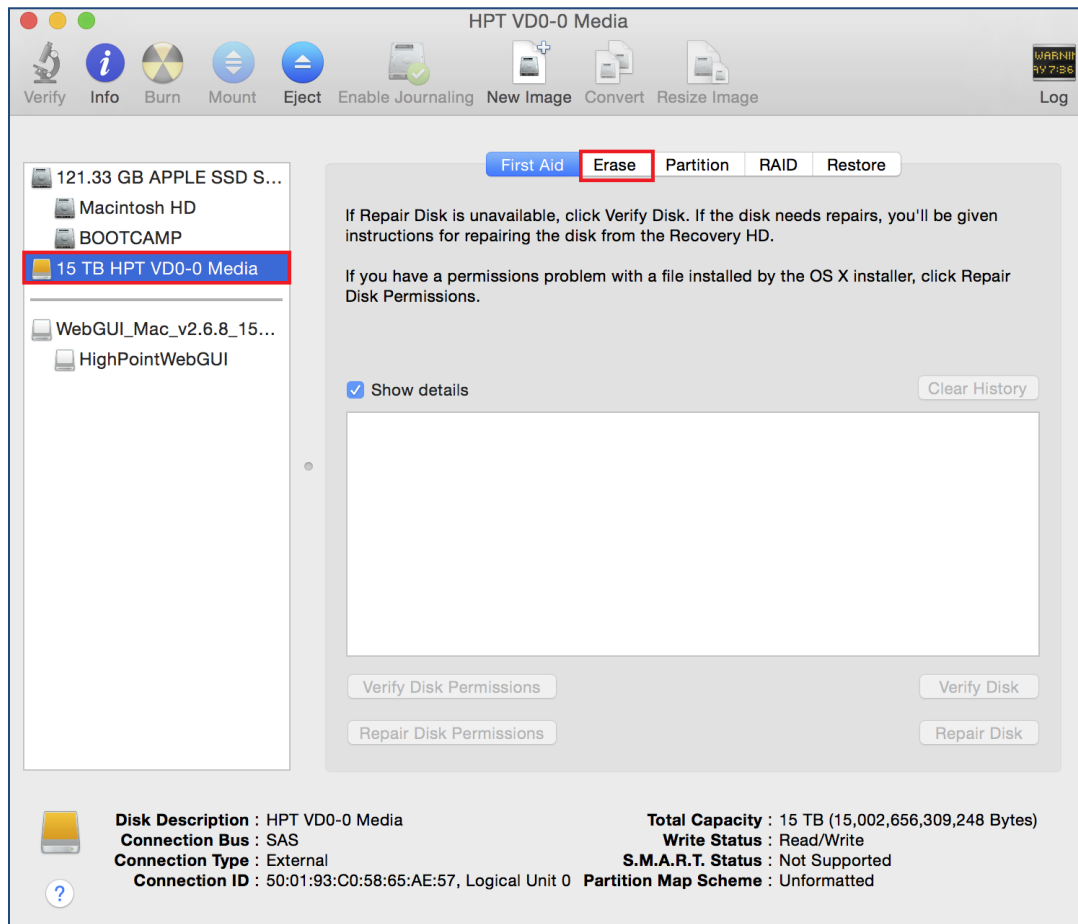 HPT VD0-0 Media
Verify Info Burn Mount Eject Enable Journaling New Image Convert Resize Image Log
WARNIN
AY 7:36
121.33 GB APPLE SSD S...
Macintosh HD
BOOTCAMP
15 TB HPT VD0-0 Media
WebGUI_Mac_v2.6.8_15...
HighPointWebGUI
First Aid Erase Partition RAID Restore
If Repair Disk is unavailable, click Verify Disk. If the disk needs repairs, you'll be given
instructions for repairing the disk from the Recovery HD.
If you have a permissions problem with a file installed by the OS X installer, click Repair
Disk Permissions.
Show details Clear History
Verify Disk Permissions Verify Disk
Repair Disk Permissions Repair Disk
Disk Description : HPT VD0-0 Media
Connection Bus : SAS
Connection Type : External
Connection ID : 50:01:93:C0:58:65:AE:57, Logical Unit 0
Total Capacity : 15 TB (15,002,656,309,248 Bytes)
Write Status : Read/Write
S.M.A.R.T. Status : Not Supported
Partition Map Scheme : Unformatted
?